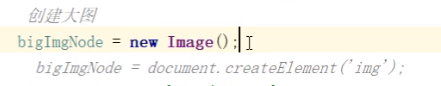 创建大图
bigImgNode = new Image();
bigImgNode = document.createElement('img');